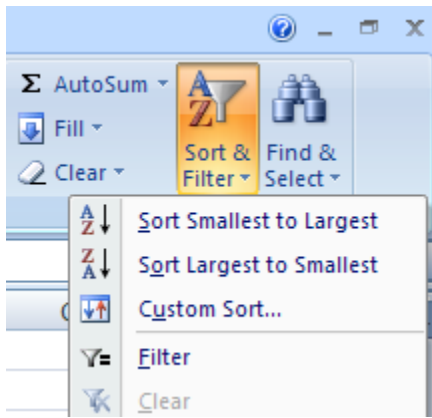 Σ AutoSum
Fill
Clear
Sort &
Filter
Find &
Select
Sort Smallest to Largest
Sort Largest to Smallest
Custom Sort...
Filter
Clear